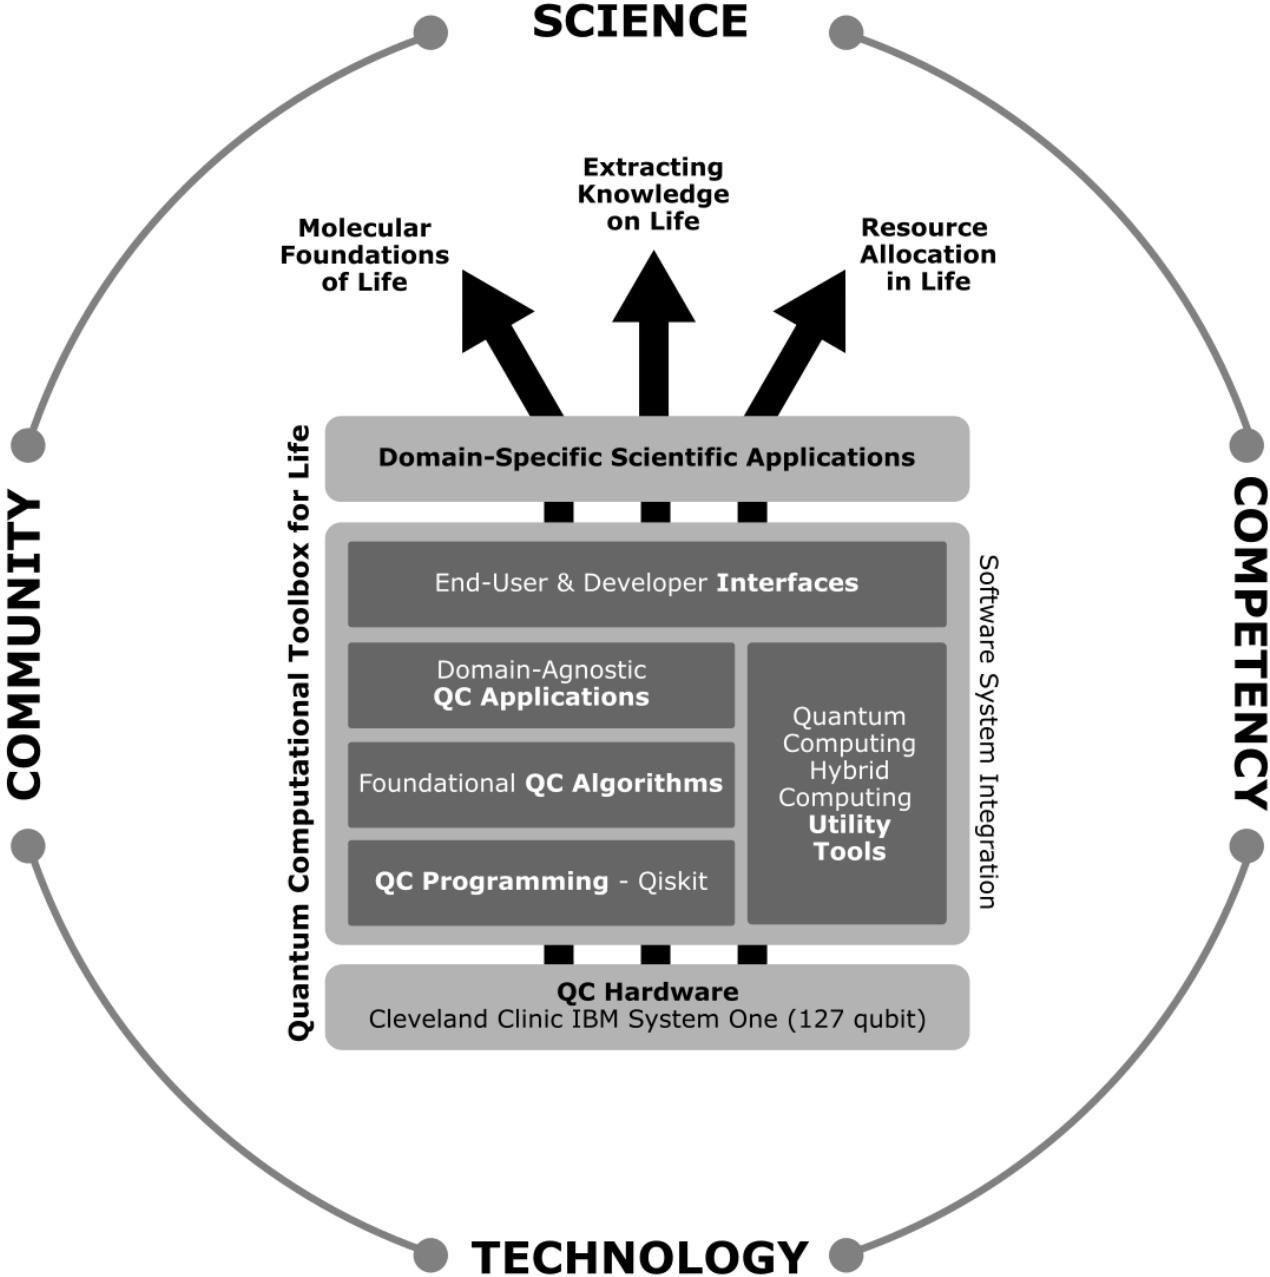 SCIENCE
Extracting
Knowledge
on Life
Molecular
Foundations
of Life
Resource
Allocation
in Life
COMMUNITY
COMPETENCY
Quantum Computational Toolbox for Life
Domain-Specific Scientific Applications
Software System Integration
End-User & Developer Interfaces
Domain-Agnostic
QC Applications
Foundational QC Algorithms
QC Programming - Qiskit
Quantum
Computing
Hybrid
Computing
Utility
Tools
QC Hardware
Cleveland Clinic IBM System One (127 qubit)
TECHNOLOGY